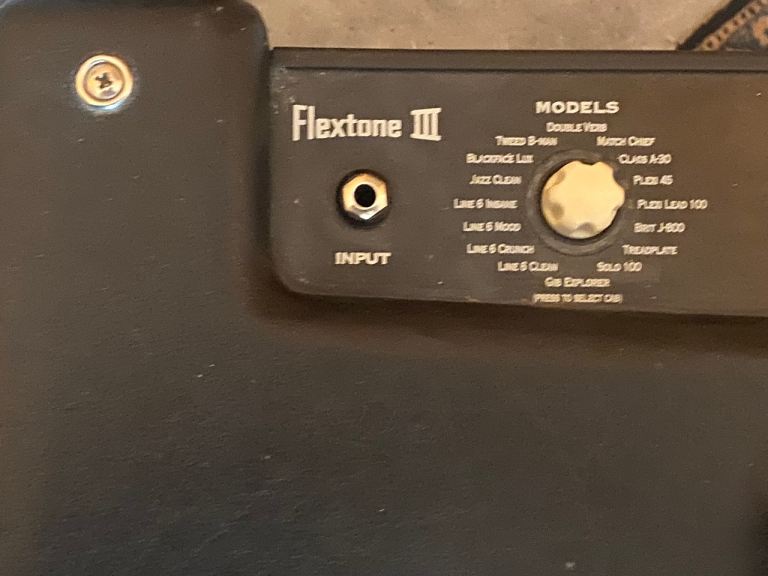 Flextone III
INPUT
MODELS
DOUBLE VERB
TWEED B-MAN
MATCH CHIEF
BLACKFACE LUX
CLASS A-30
JAZZ CLEAN
PLEXI 45
LINE 6 INSANE
PLEXI LEAD 100
LINE 6 MOOD
BRIT J-800
LINE 6 CRUNCH
TREADPLATE
LINE 6 CLEAN
SOLO 100
GIB EXPLORER
(PRESS TO SELECT CAB)